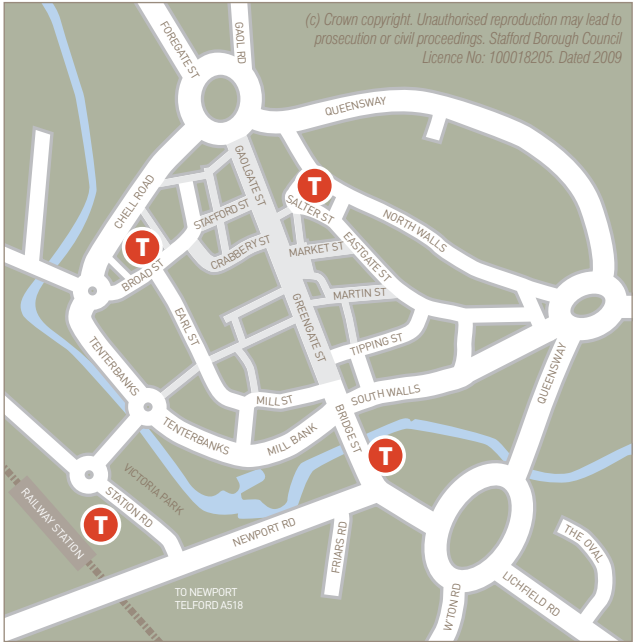 (c) Crown copyright. Unauthorised reproduction may lead to
prosecution or civil proceedings. Stafford Borough Council
Licence No: 100018205. Dated 2009
FOREGATE ST
GAOL RD
QUEENSWAY
GAOLGATE ST
CHELL ROAD
T
SALTER ST
STAFFORD ST
NORTH WALLS
T
CRABBERY ST
MARKET ST
EASTGATE ST
BROAD ST
MARTIN ST
GREENGATE ST
EARL ST
TIPPING ST
TENTERBANKS
QUEENSWAY
MILL ST
SOUTH WALLS
BRIDGE ST
TENTERBANKS
MILL BANK
T
VICTORIA PARK
STATION RD
RAILWAY STATION
T
NEWPORT RD
FRIARS RD
THE OVAL
LICHFIELD RD
W'TON RD
TO NEWPORT
TELFORD A518